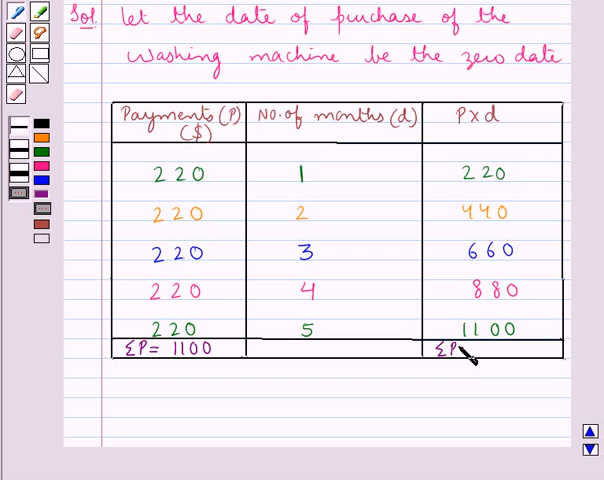 Sol. Let the date of purchase of the
washing machine be the zero date
Payments (P) ($) No. of months (d) P x d
220 1 220
220 2 440
220 3 660
220 4 880
220 5 1100
ΣP = 1100 ΣP